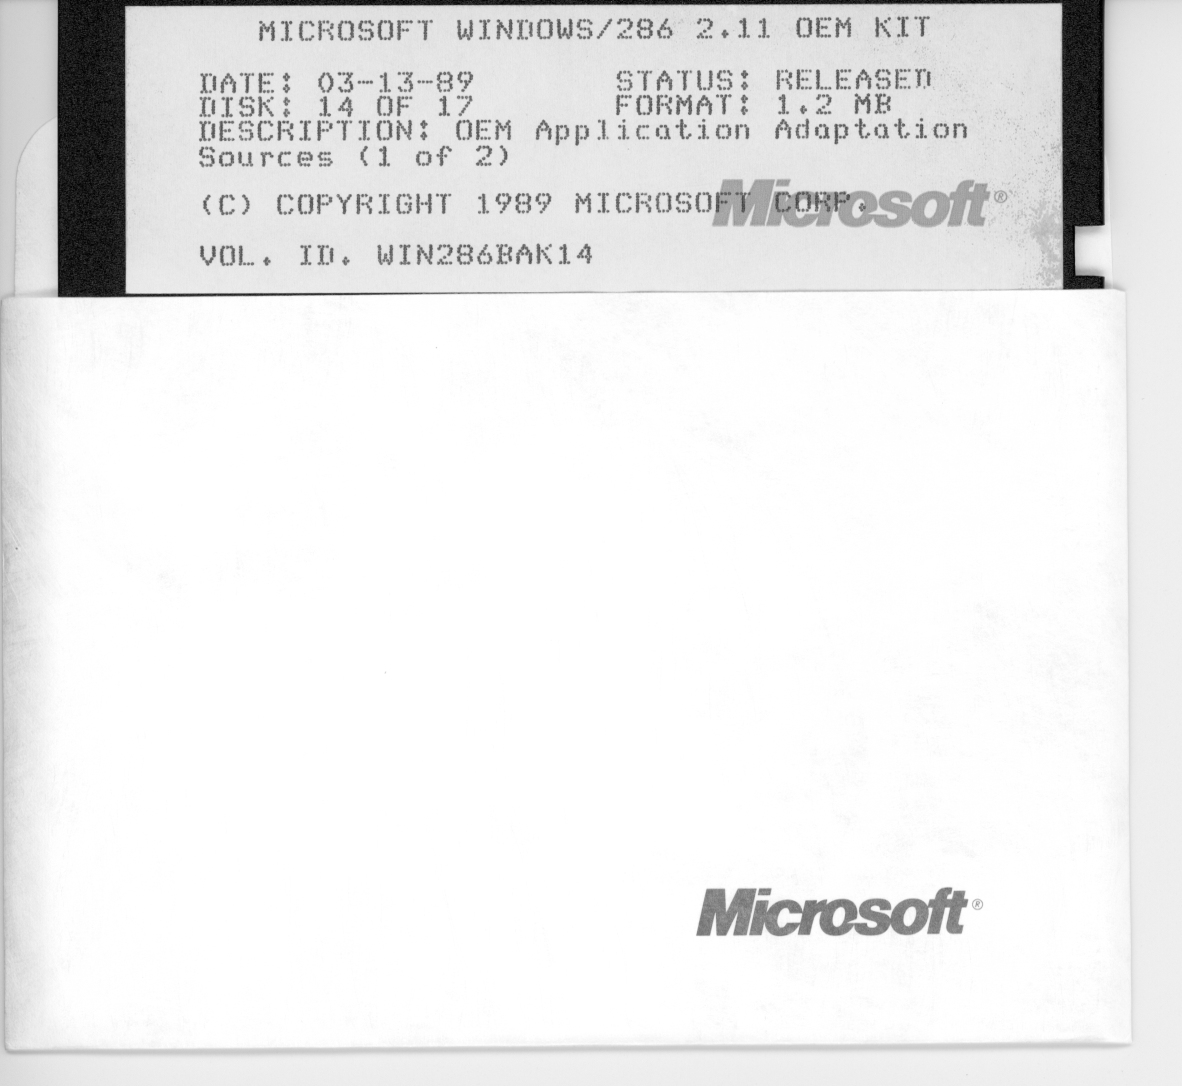 MICROSOFT WINDOWS/286 2.11 OEM KIT
DATE: 03-13-89 STATUS: RELEASED
DISK: 14 OF 17 FORMAT: 1.2 MB
DESCRIPTION: OEM Application Adaptation
Sources (1 of 2)
(C) COPYRIGHT 1989 MICROSOFT CORP.
Microsoft®
VOL. ID. WIN286BAK14
Microsoft®